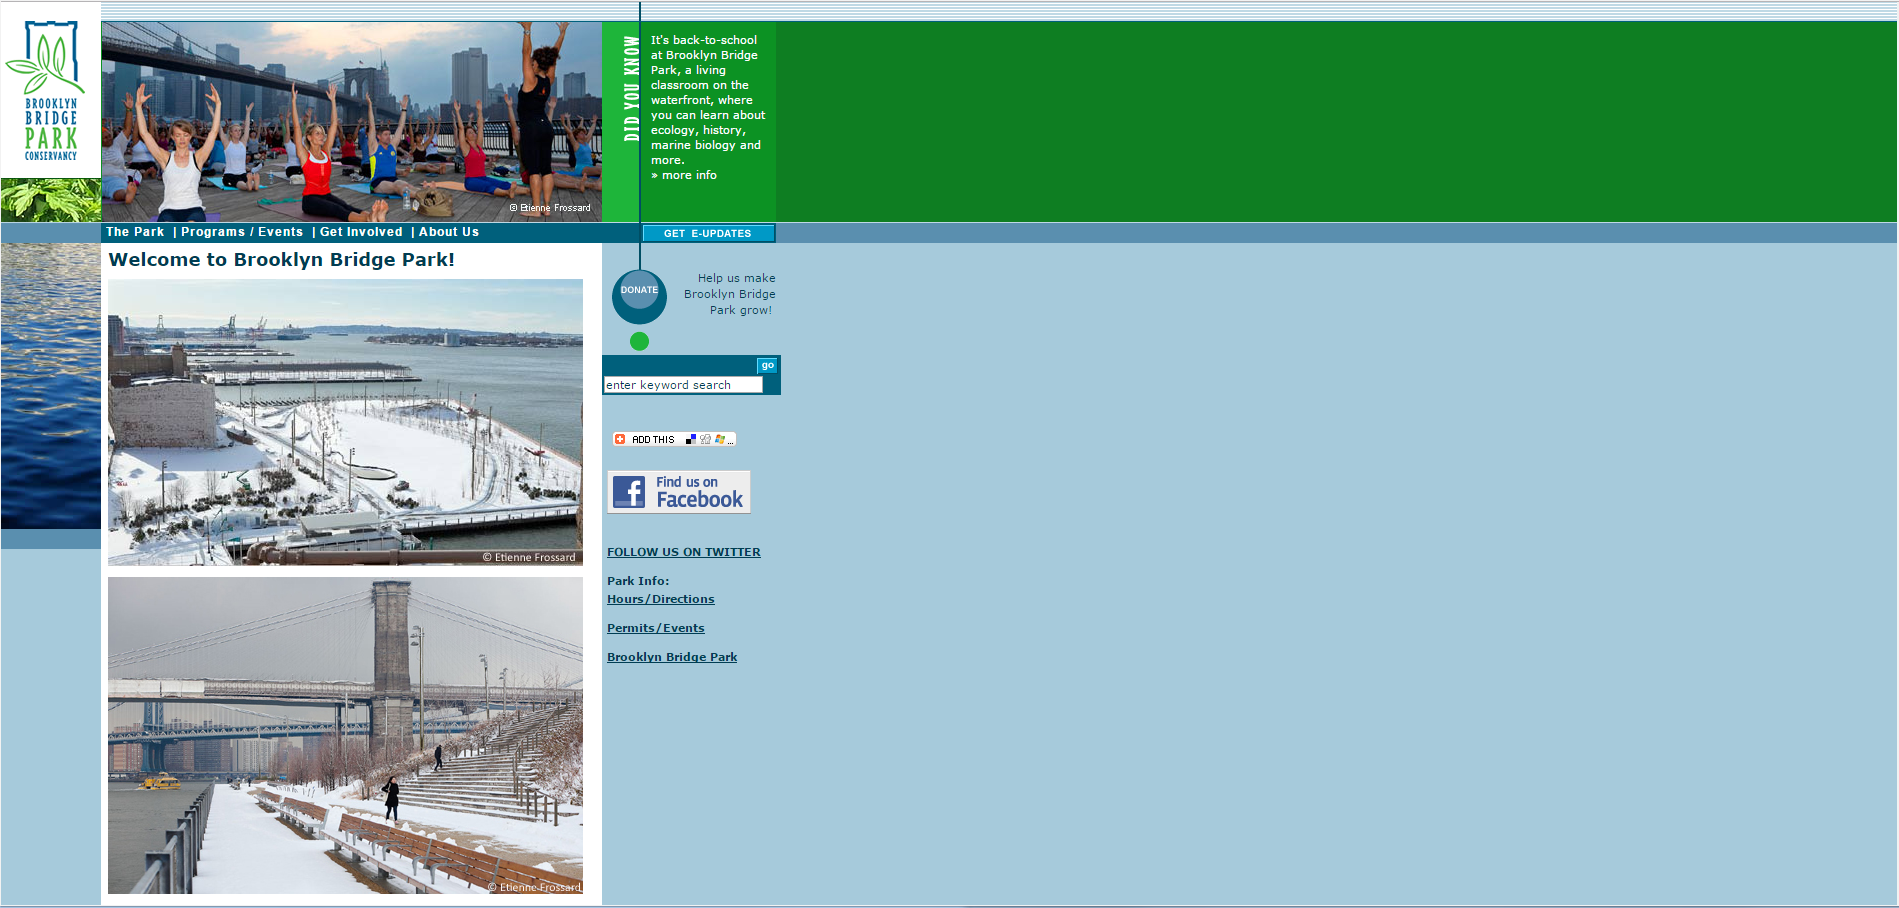 BROOKLYN
BRIDGE
PARK
CONSERVANCY
© Etienne Frossard
DID YOU KNOW
It's back-to-school
at Brooklyn Bridge
Park, a living
classroom on the
waterfront, where
you can learn about
ecology, history,
marine biology and
more.
» more info
The Park | Programs / Events | Get Involved | About Us
GET E-UPDATES
Welcome to Brooklyn Bridge Park!
© Etienne Frossard
© Etienne Frossard
DONATE
Help us make
Brooklyn Bridge
Park grow!
go
enter keyword search
ADD THIS ...
Find us on
Facebook
FOLLOW US ON TWITTER
Park Info:
Hours/Directions
Permits/Events
Brooklyn Bridge Park